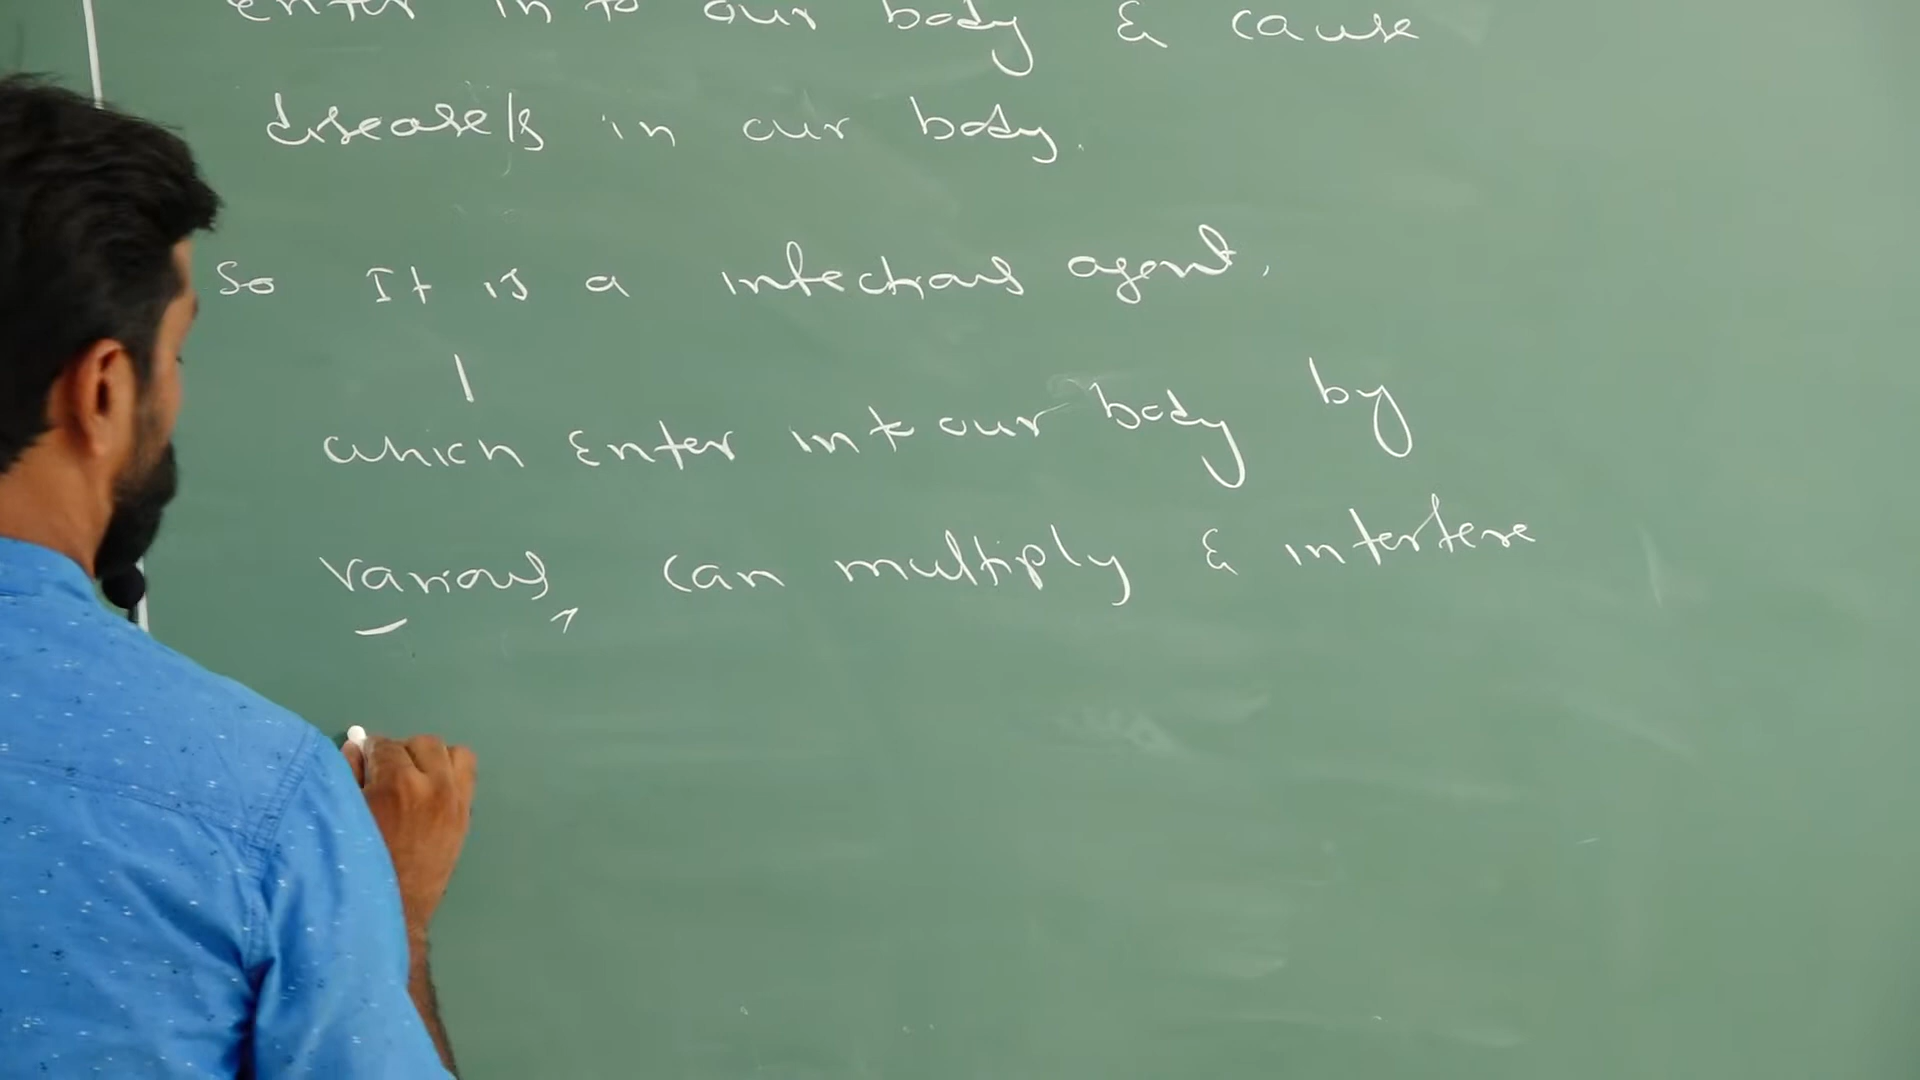 enter in to our body & cause
disease/s in our body.
So It is a infectious agent.
which Enter into our body by
various, can multiply & interfere